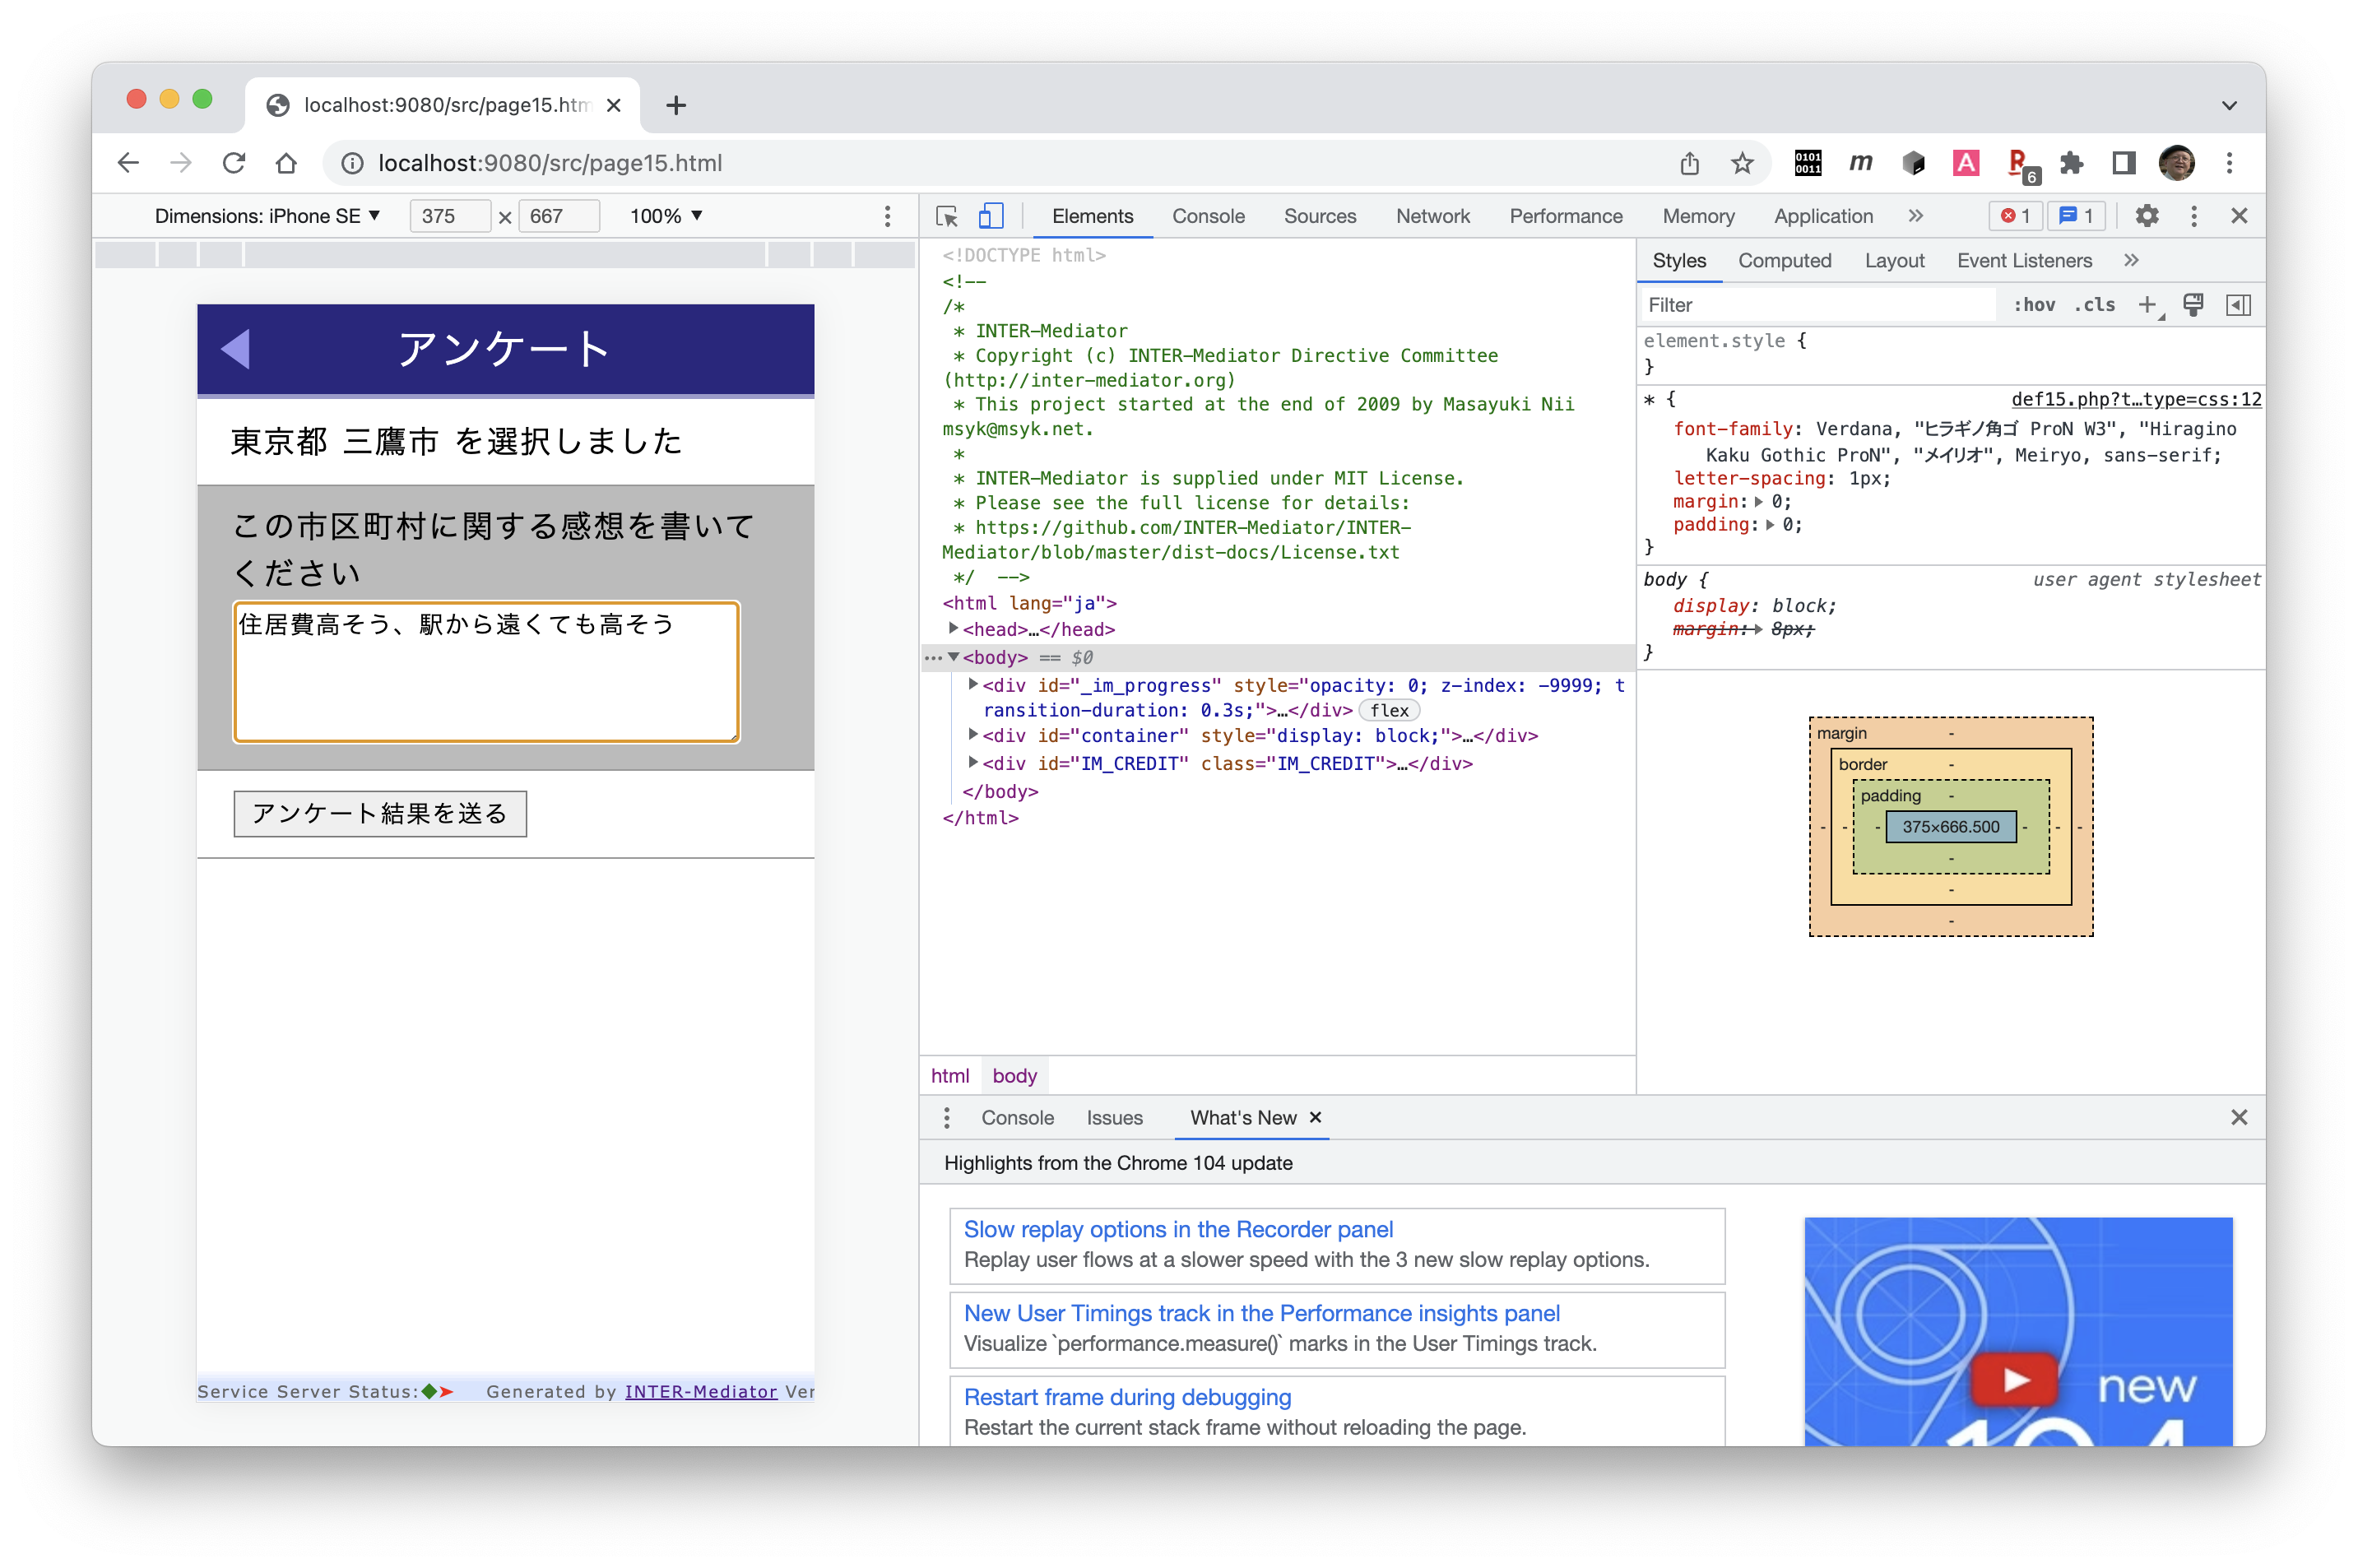 localhost:9080/src/page15.htm
localhost:9080/src/page15.html
0101
0011
m
A
R
6
Dimensions: iPhone SE ▼ 375 × 667 100% ▼
Elements Console Sources Network Performance Memory Application » 1 1
アンケート
東京都 三鷹市 を選択しました
この市区町村に関する感想を書いて
ください
住居費高そう、駅から遠くても高そう
アンケート結果を送る
Service Server Status: Generated by INTER-Mediator Ver
<!DOCTYPE html>
<!--
/*
* INTER-Mediator
* Copyright (c) INTER-Mediator Directive Committee
(http://inter-mediator.org)
* This project started at the end of 2009 by Masayuki Nii
msyk@msyk.net.
*
* INTER-Mediator is supplied under MIT License.
* Please see the full license for details:
* https://github.com/INTER-Mediator/INTER-
Mediator/blob/master/dist-docs/License.txt
*/ -->
<html lang="ja">
<head>…</head>
<body> == $0
<div id="_im_progress" style="opacity: 0; z-index: -9999; t
ransition-duration: 0.3s;">…</div> flex
<div id="container" style="display: block;">…</div>
<div id="IM_CREDIT" class="IM_CREDIT">…</div>
</body>
</html>
html body
Styles Computed Layout Event Listeners »
Filter :hov .cls +
element.style {
}
* { def15.php?t…type=css:12
font-family: Verdana, "ヒラギノ角ゴ ProN W3", "Hiragino
Kaku Gothic ProN", "メイリオ", Meiryo, sans-serif;
letter-spacing: 1px;
margin: 0;
padding: 0;
}
body { user agent stylesheet
display: block;
margin: 8px;
}
margin -
border -
padding -
- - - 375×666.500 - - -
-
-
-
Console Issues What's New ×
Highlights from the Chrome 104 update
Slow replay options in the Recorder panel
Replay user flows at a slower speed with the 3 new slow replay options.
New User Timings track in the Performance insights panel
Visualize `performance.measure()` marks in the User Timings track.
Restart frame during debugging
Restart the current stack frame without reloading the page.
new
104